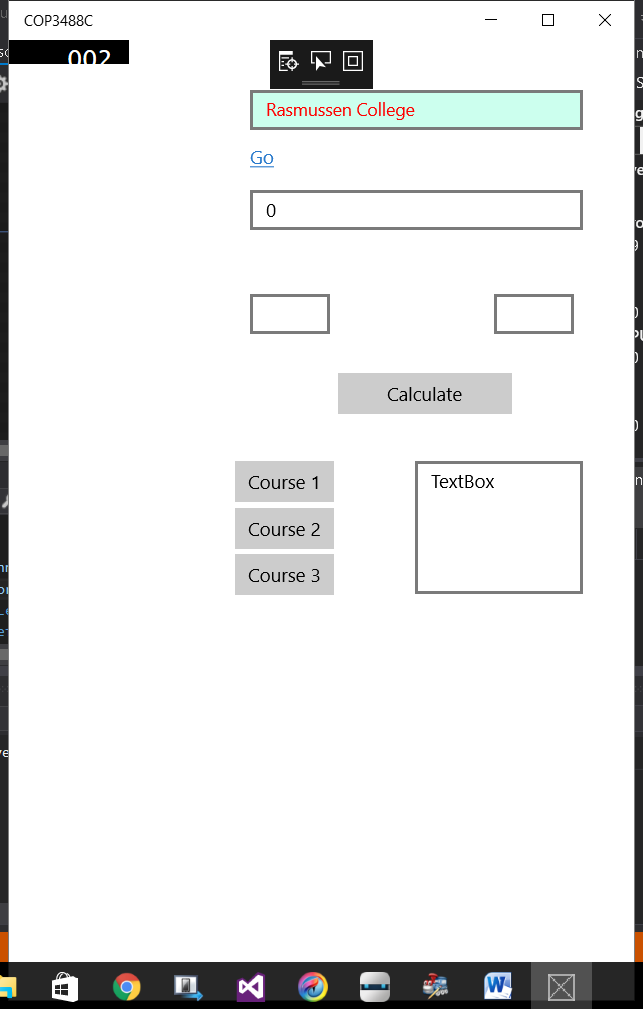 COP3488C
002
Rasmussen College
Go
0
Calculate
Course 1
TextBox
Course 2
Course 3